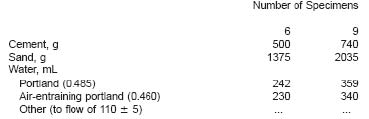 Number of Specimens
6 9
Cement, g 500 740
Sand, g 1375 2035
Water, mL
Portland (0.485) 242 359
Air-entraining portland (0.460) 230 340
Other (to flow of 110 ± 5) ... ...